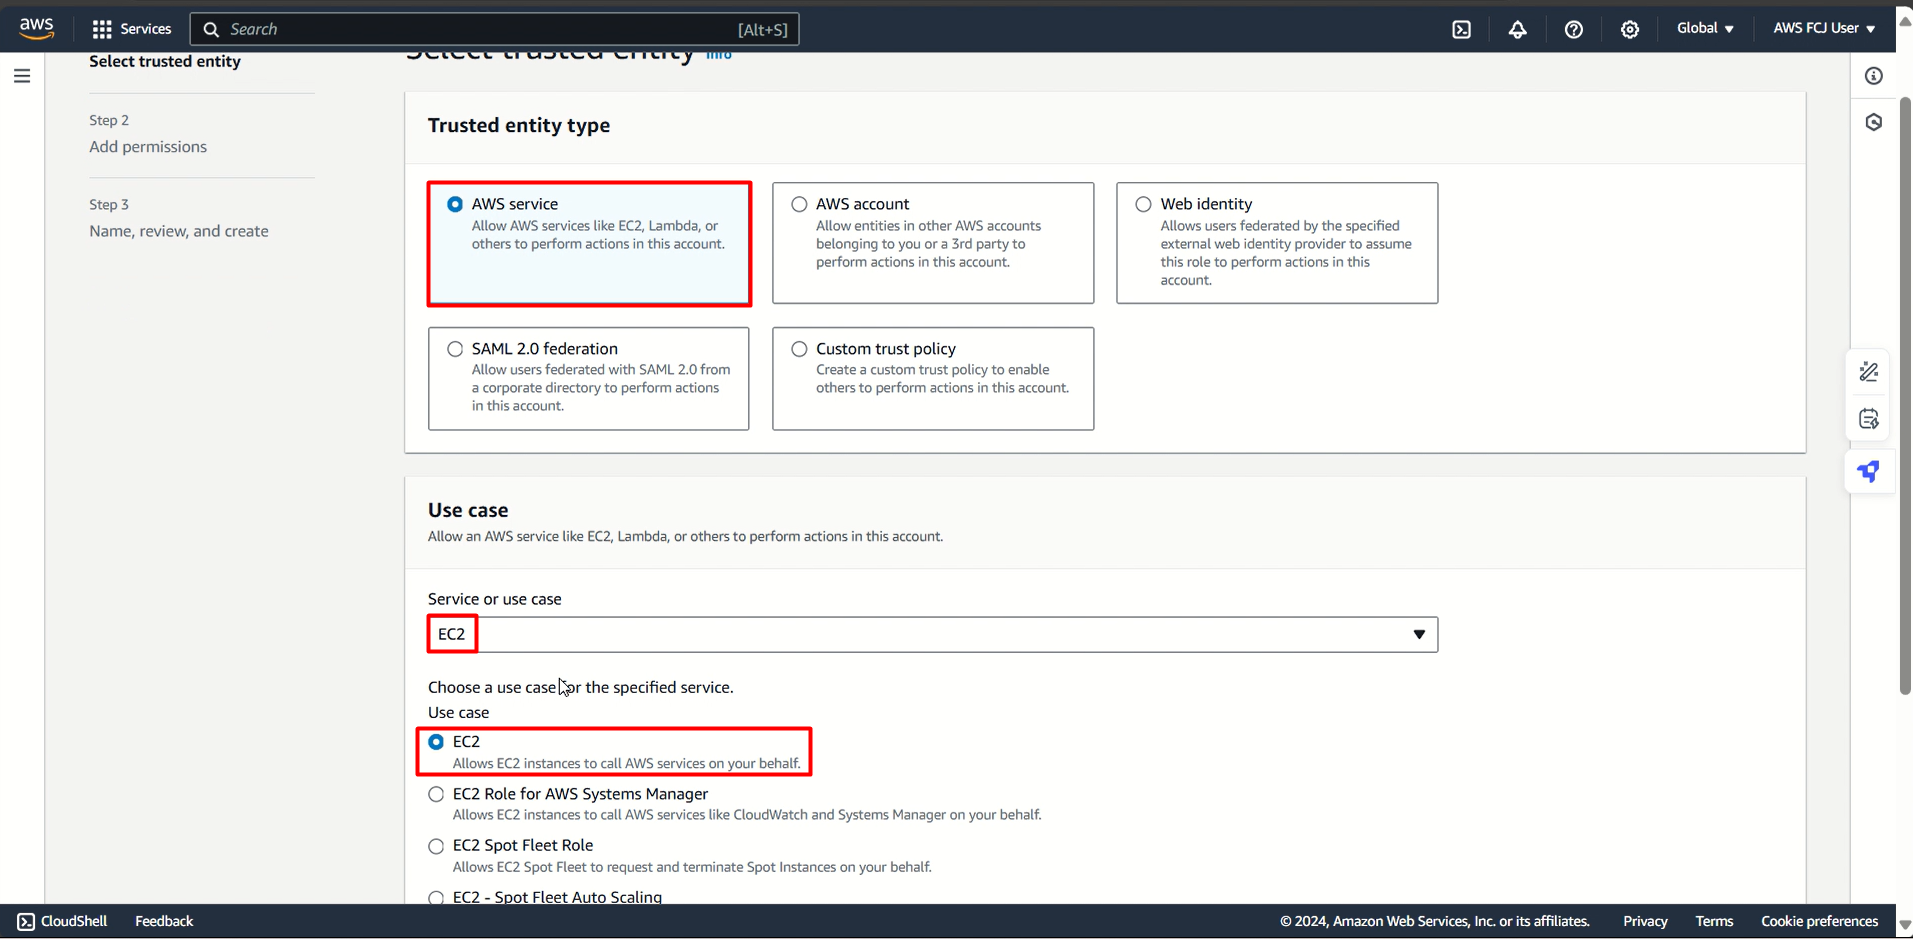 aws
Services
Search
[Alt+S]
Global
AWS FCJ User
Select trusted entity
Step 2
Add permissions
Step 3
Name, review, and create
Select trusted entity Info
Trusted entity type
AWS service
Allow AWS services like EC2, Lambda, or
others to perform actions in this account.
AWS account
Allow entities in other AWS accounts
belonging to you or a 3rd party to
perform actions in this account.
Web identity
Allows users federated by the specified
external web identity provider to assume
this role to perform actions in this
account.
SAML 2.0 federation
Allow users federated with SAML 2.0 from
a corporate directory to perform actions
in this account.
Custom trust policy
Create a custom trust policy to enable
others to perform actions in this account.
Use case
Allow an AWS service like EC2, Lambda, or others to perform actions in this account.
Service or use case
EC2
Choose a use case for the specified service.
Use case
EC2
Allows EC2 instances to call AWS services on your behalf.
EC2 Role for AWS Systems Manager
Allows EC2 instances to call AWS services like CloudWatch and Systems Manager on your behalf.
EC2 Spot Fleet Role
Allows EC2 Spot Fleet to request and terminate Spot Instances on your behalf.
EC2 - Spot Fleet Auto Scaling
CloudShell
Feedback
© 2024, Amazon Web Services, Inc. or its affiliates.
Privacy
Terms
Cookie preferences